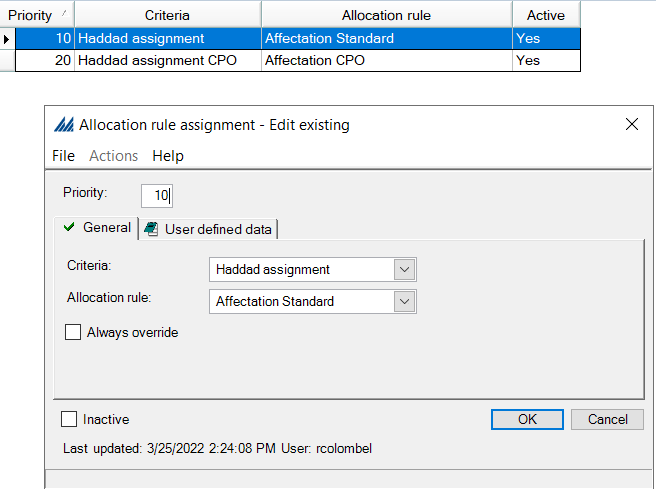 Priority Criteria Allocation rule Active
10 Haddad assignment Affectation Standard Yes
20 Haddad assignment CPO Affectation CPO Yes
Allocation rule assignment - Edit existing
File Actions Help
Priority: 10
General User defined data
Criteria: Haddad assignment
Allocation rule: Affectation Standard
Always override
Inactive OK Cancel
Last updated: 3/25/2022 2:24:08 PM User: rcolombel